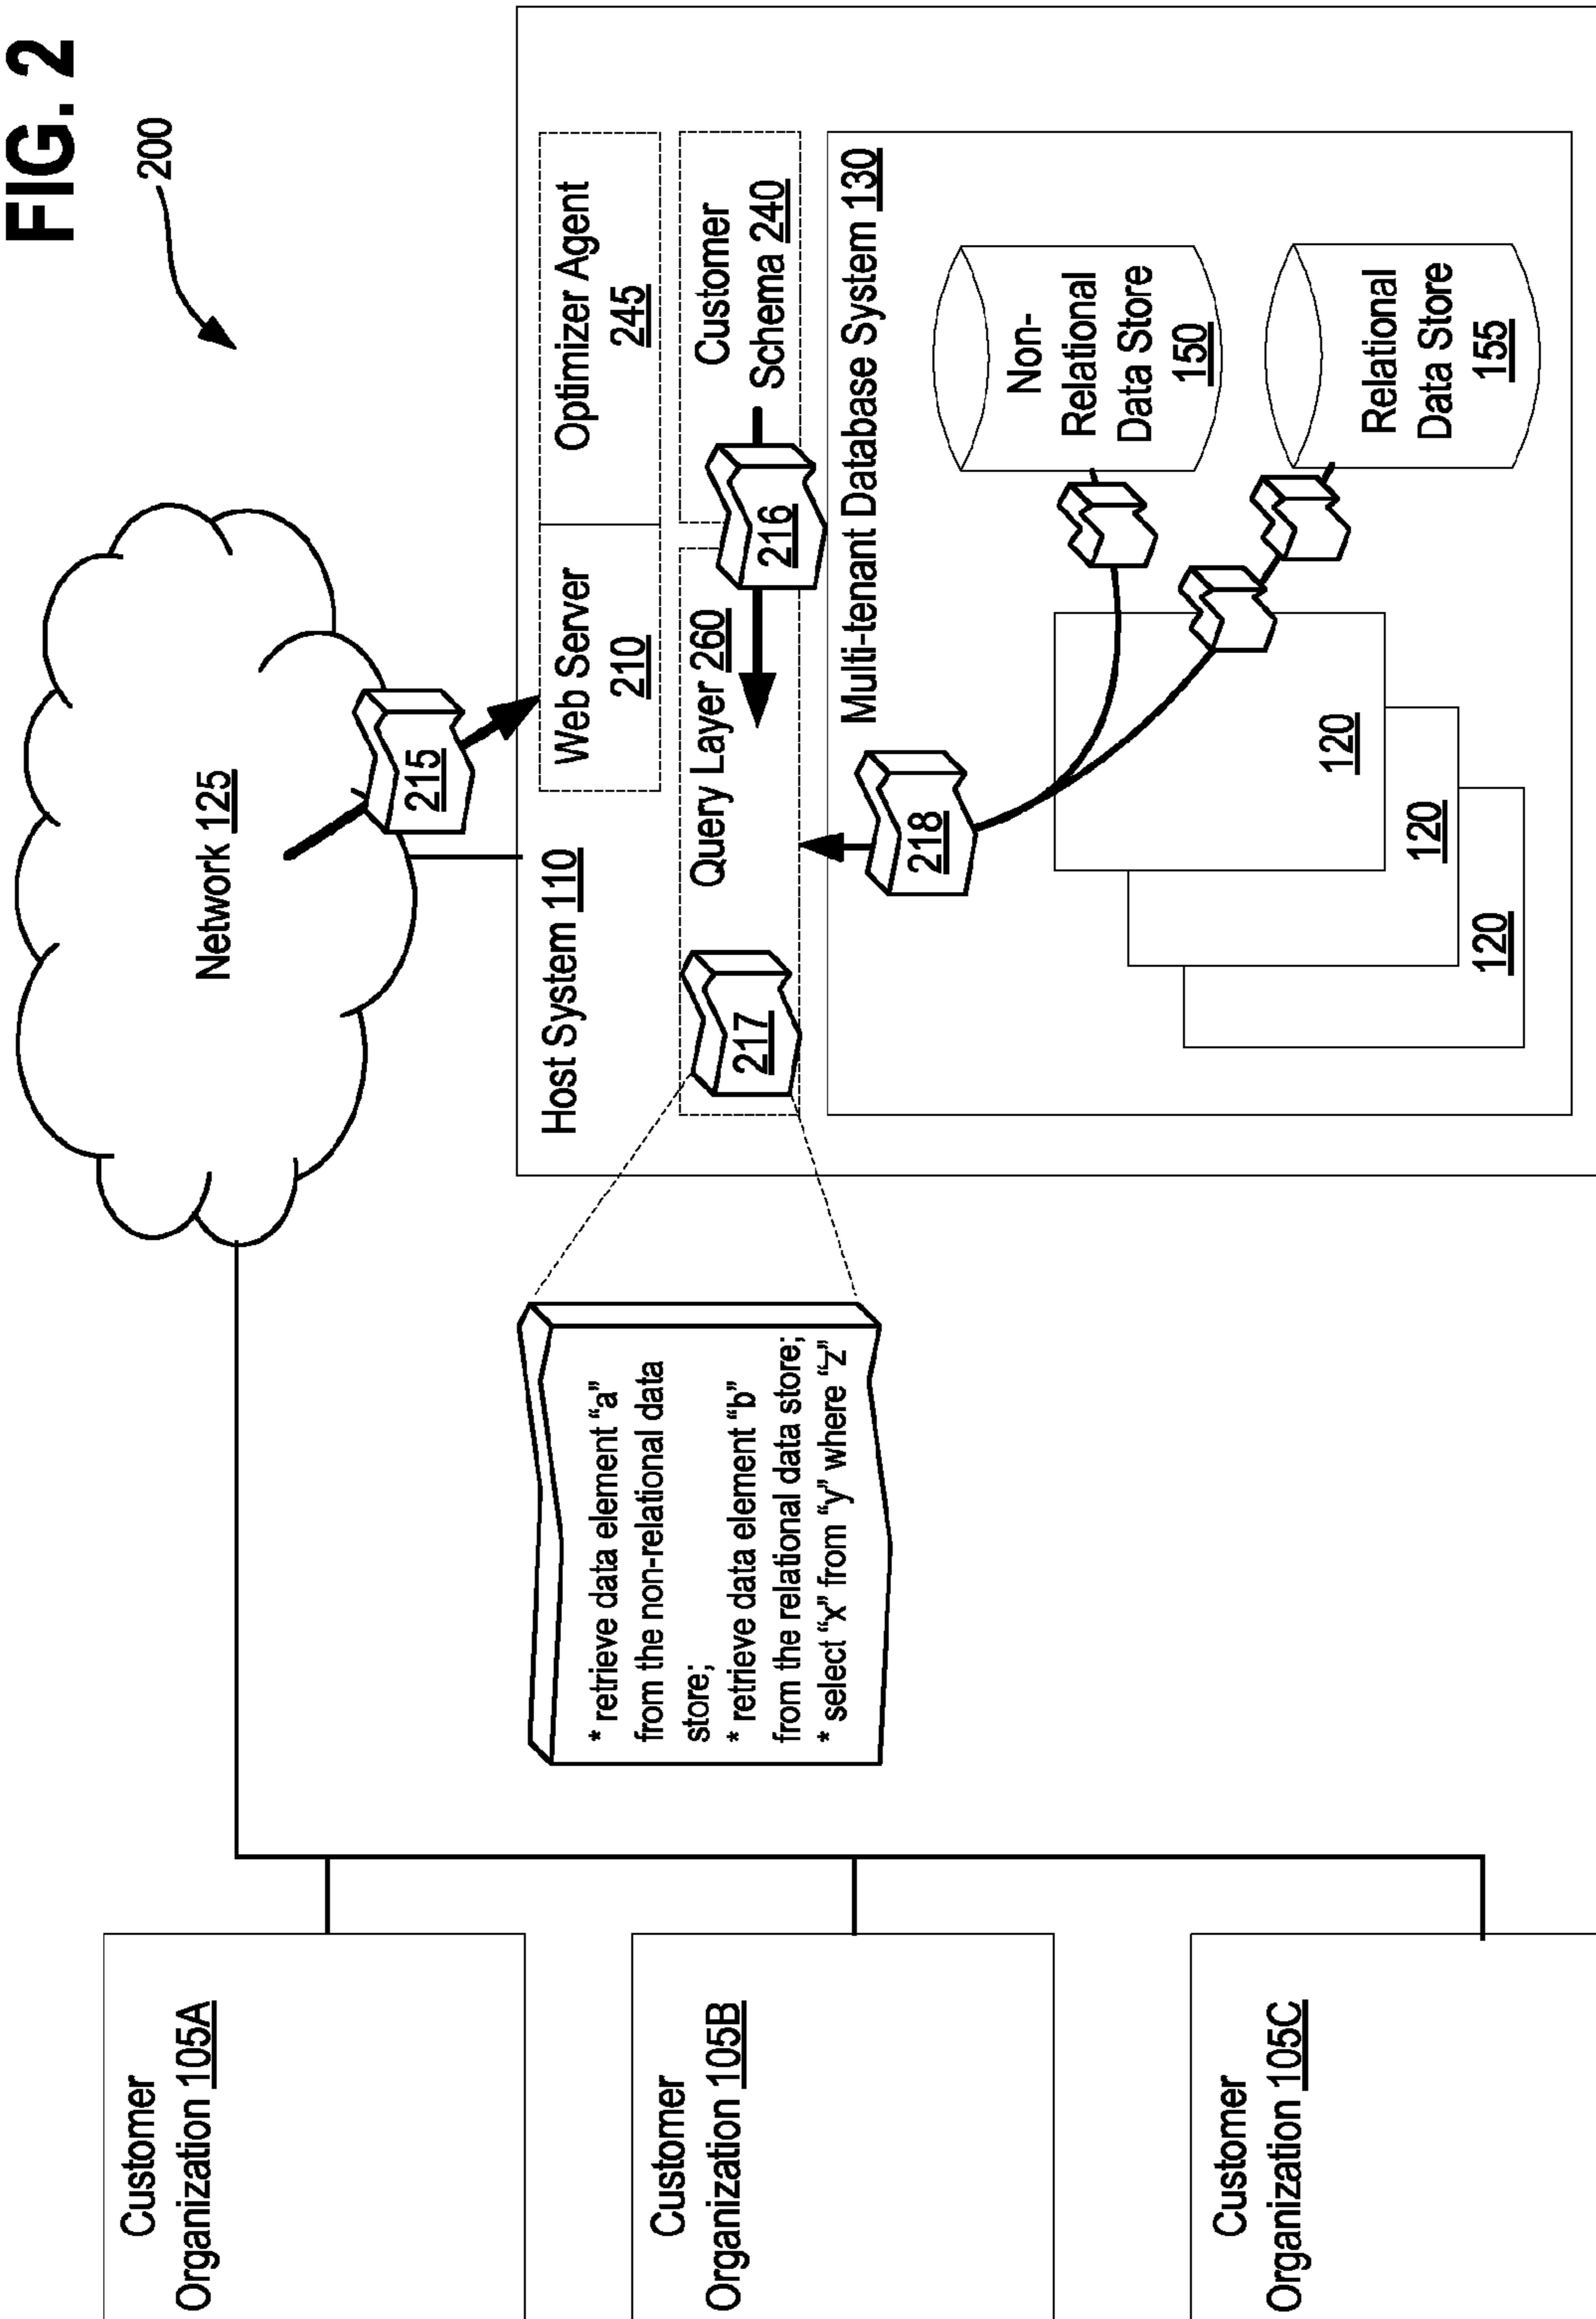 FIG. 2
200
Network 125
215
Customer
Organization 105A
Customer
Organization 105B
Customer
Organization 105C
Host System 110
Web Server
210
Optimizer Agent
245
Query Layer 260
217
216
Customer
Schema 240
* retrieve data element “a”
from the non-relational data
store;
* retrieve data element “b”
from the relational data store;
* select “x” from “y” where “z”
Multi-tenant Database System 130
218
120
120
120
Non-
Relational
Data Store
150
Relational
Data Store
155